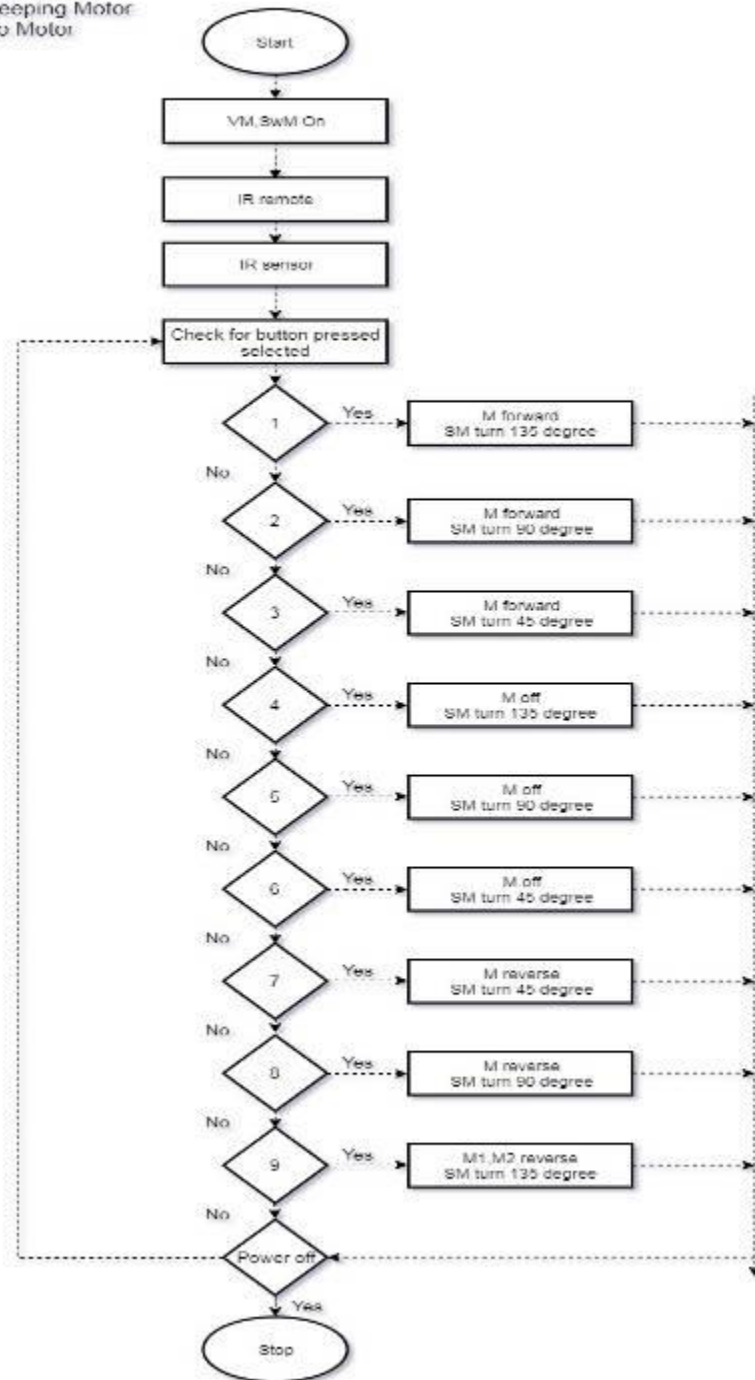 eeping Motor
o Motor
Start
VM,SwM On
IR remote
IR sensor
Check for button pressed
selected
1
Yes
M forward
SM turn 135 degree
No
2
Yes
M forward
SM turn 90 degree
No
3
Yes
M forward
SM turn 45 degree
No
4
Yes
M off
SM turn 135 degree
No
5
Yes
M off
SM turn 90 degree
No
6
Yes
M off
SM turn 45 degree
No
7
Yes
M reverse
SM turn 45 degree
No
8
Yes
M reverse
SM turn 90 degree
No
9
Yes
M1,M2 reverse
SM turn 135 degree
No
Power off
Yes
Stop